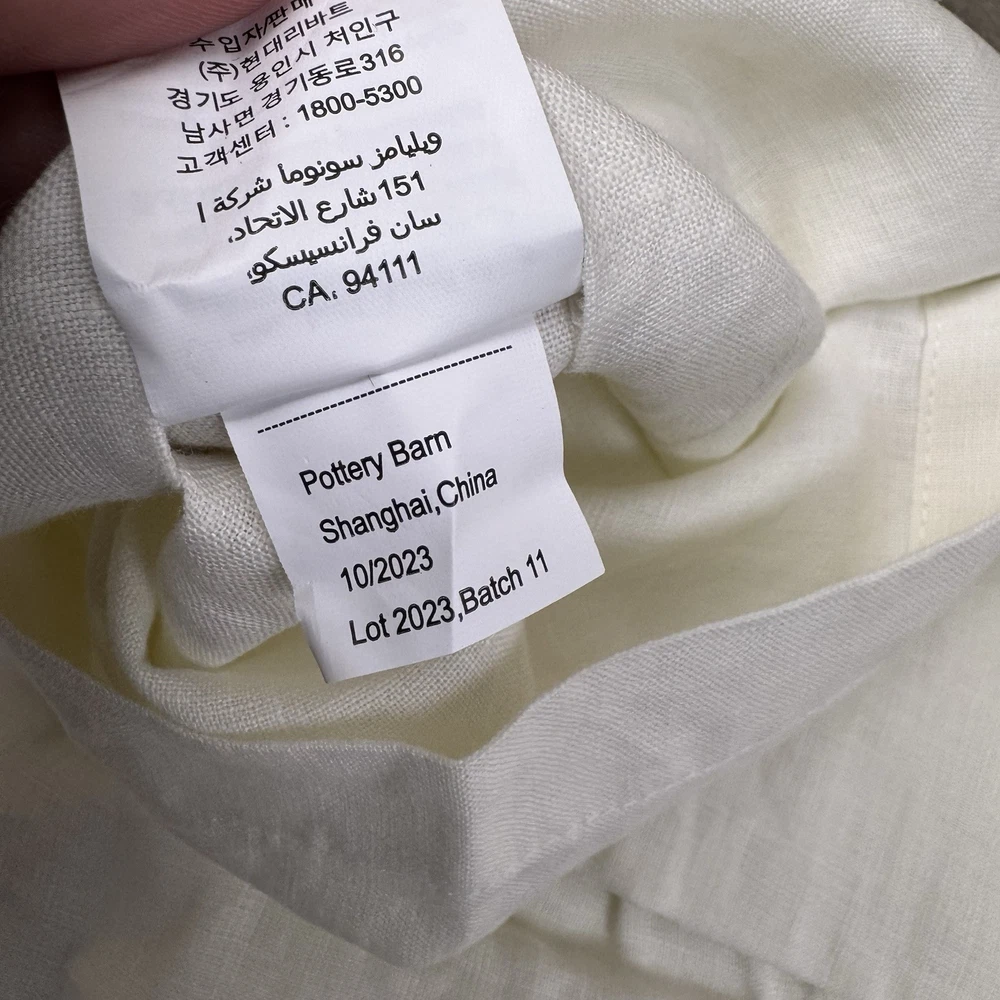 수입자/판매
(주)현대리바트
경기도 용인시 처인구
남사면 경기동로316
고객센터 : 1800-5300
ويليامز سونوما شركة ا
151 شارع الاتحاد،
سان فرانسيسكو،
CA، 94111
Pottery Barn
Shanghai,China
10/2023
Lot 2023,Batch 11